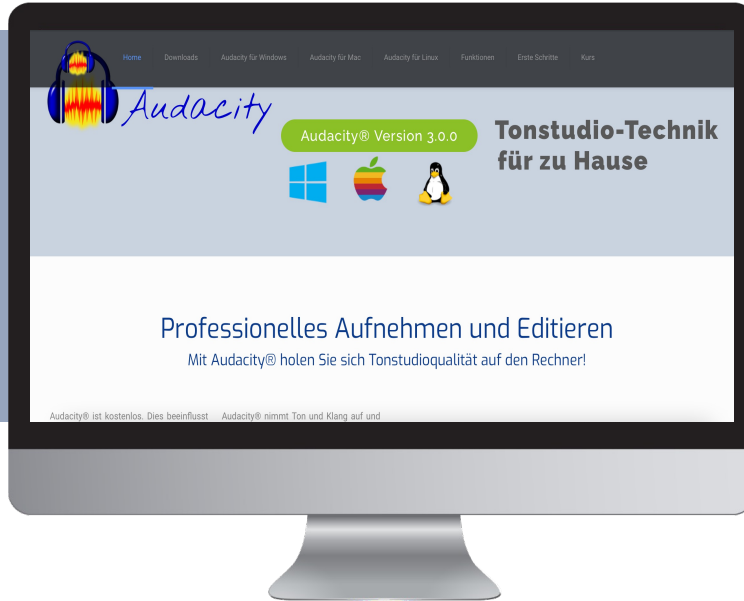 Home Downloads Audacity für Windows Audacity für Mac Audacity für Linux Funktionen Erste Schritte Kurs
Audacity
Audacity® Version 3.0.0
Tonstudio-Technik
für zu Hause
Professionelles Aufnehmen und Editieren
Mit Audacity® holen Sie sich Tonstudioqualität auf den Rechner!
Audacity® ist kostenlos. Dies beeinflusst
Audacity® nimmt Ton und Klang auf und